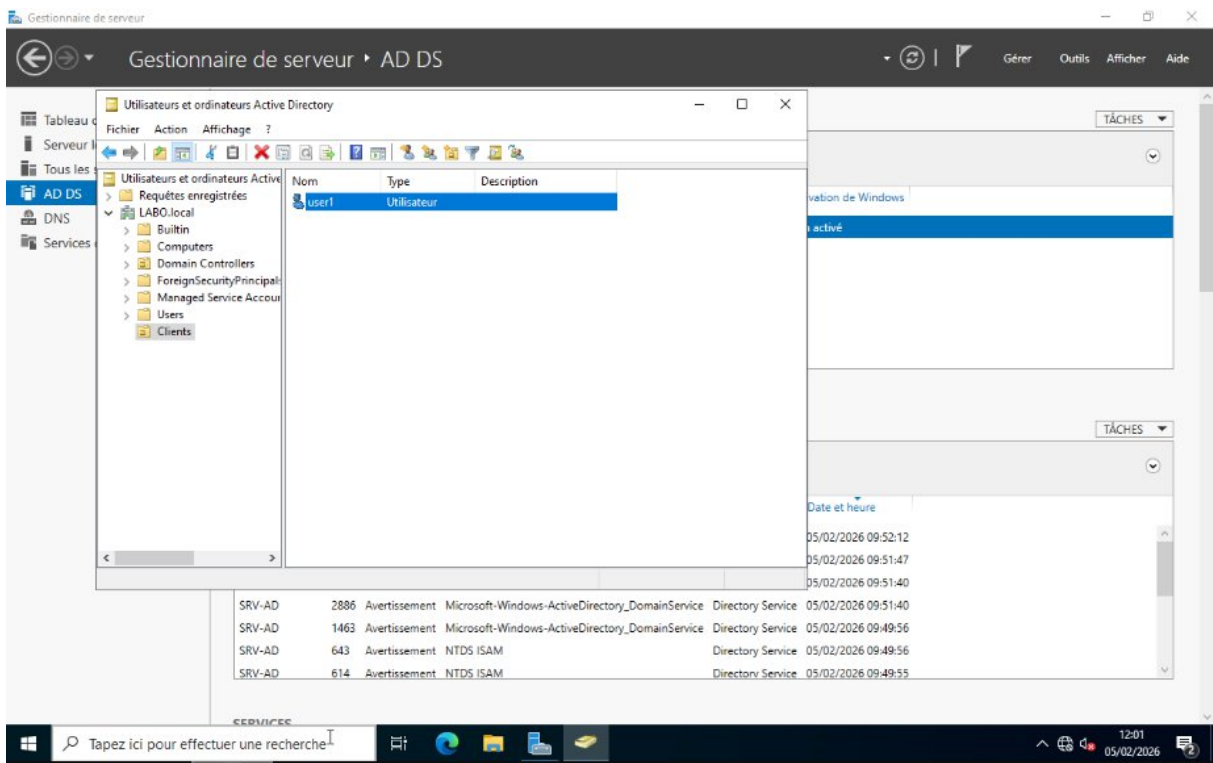 Gestionnaire de serveur
Gestionnaire de serveur ‣ AD DS
Gérer Outils Afficher Aide
Tableau
Serveur
Tous les
AD DS
DNS
Services
Utilisateurs et ordinateurs Active Directory
Fichier Action Affichage ?
Utilisateurs et ordinateurs Active
Requêtes enregistrées
LABO.local
Builtin
Computers
Domain Controllers
ForeignSecurityPrincipal
Managed Service Accour
Users
Clients
Nom Type Description
user1 Utilisateur
TÂCHES
vation de Windows
activé
TÂCHES
Date et heure
05/02/2026 09:52:12
05/02/2026 09:51:47
05/02/2026 09:51:40
SRV-AD 2886 Avertissement Microsoft-Windows-ActiveDirectory_DomainService Directory Service 05/02/2026 09:51:40
SRV-AD 1463 Avertissement Microsoft-Windows-ActiveDirectory_DomainService Directory Service 05/02/2026 09:49:56
SRV-AD 643 Avertissement NTDS ISAM Directory Service 05/02/2026 09:49:56
SRV-AD 614 Avertissement NTDS ISAM Directory Service 05/02/2026 09:49:55
SERVICES
Tapez ici pour effectuer une recherche
12:01
05/02/2026
2